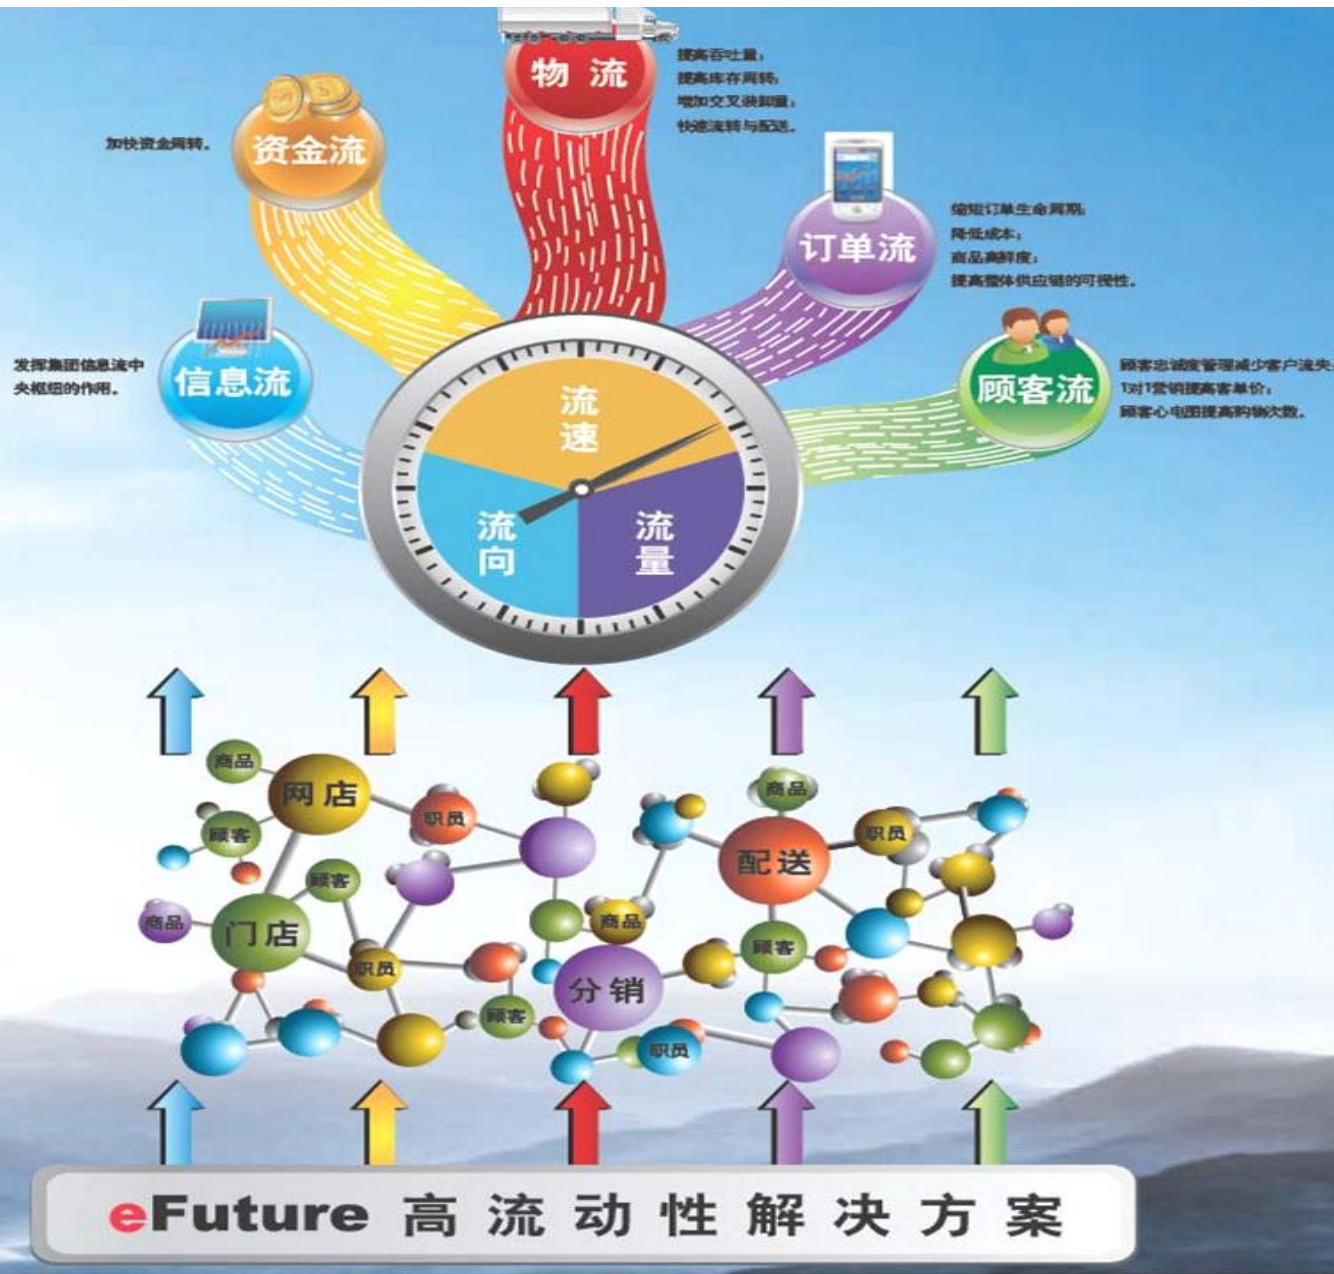 物流
提高吞吐量；
提高库存周转；
增加交叉装卸量；
快速流转与配送。
资金流
加快资金周转。
订单流
缩短订单生命周期；
降低成本；
商品高鲜度；
提高整体供应链的可视性。
信息流
发挥集团信息流中
央枢纽的作用。
顾客流
顾客忠诚度管理减少客户流失
1对1营销提高客单价；
顾客心电图提高购物次数。
流速
流向
流量
商品
网店
顾客
职员
顾客
商品
门店
职员
顾客
商品
配送
职员
商品
顾客
分销
职员
eFuture 高流动性解决方案